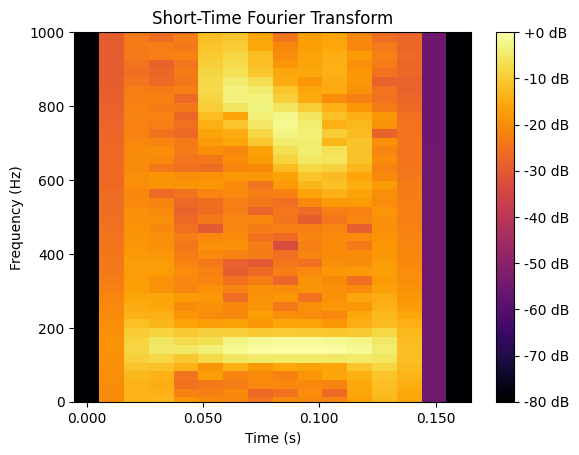 Short-Time Fourier Transform
1000
800
600
400
200
0
Frequency (Hz)
0.000
0.050
0.100
0.150
Time (s)
+0 dB
-10 dB
-20 dB
-30 dB
-40 dB
-50 dB
-60 dB
-70 dB
-80 dB